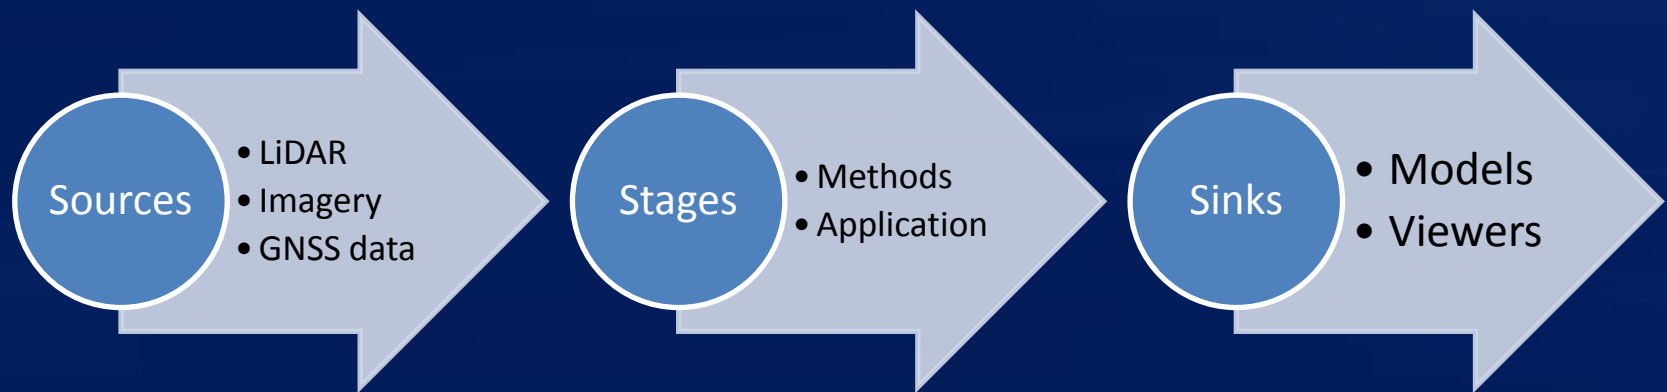 Sources
• LiDAR
• Imagery
• GNSS data
Stages
• Methods
• Application
Sinks
• Models
• Viewers